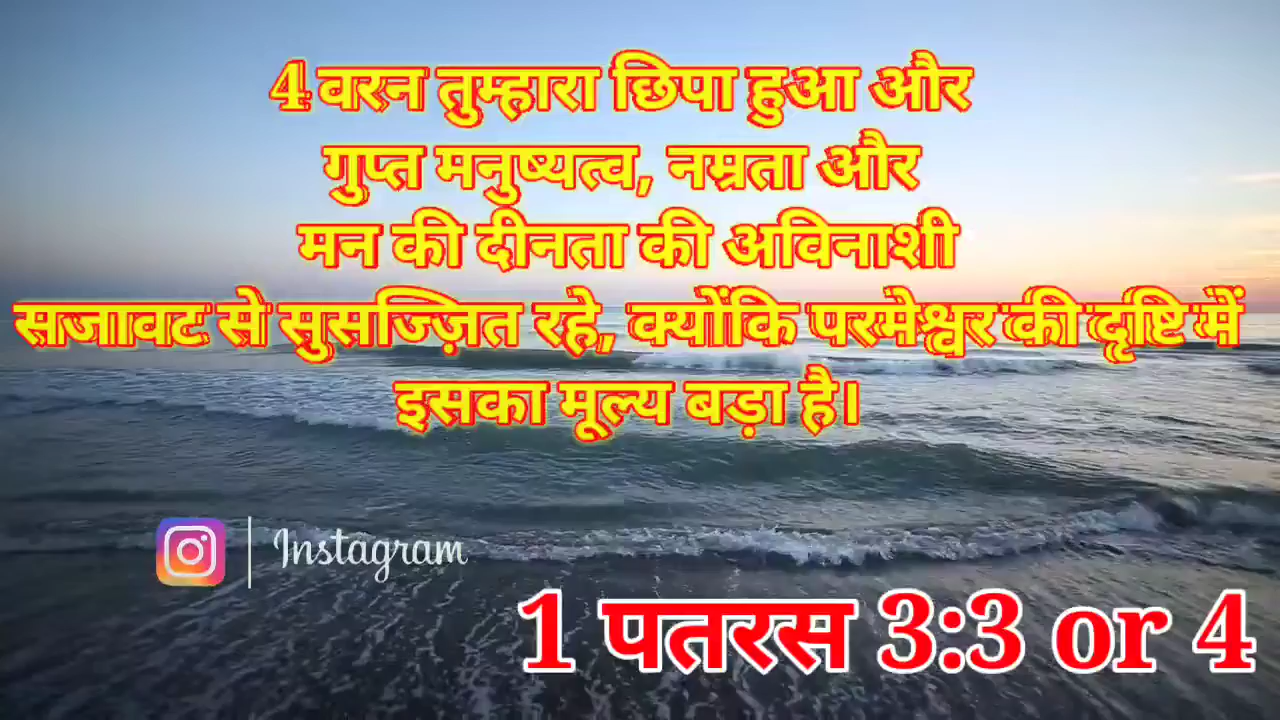 4 वरन तुम्हारा छिपा हुआ और
गुप्त मनुष्यत्व, नम्रता और
मन की दीनता की अविनाशी
सजावट से सुसज्ज़ित रहे, क्योंकि परमेश्वर की दृष्टि में
इसका मूल्य बड़ा है।
Instagram
1 पतरस 3:3 or 4